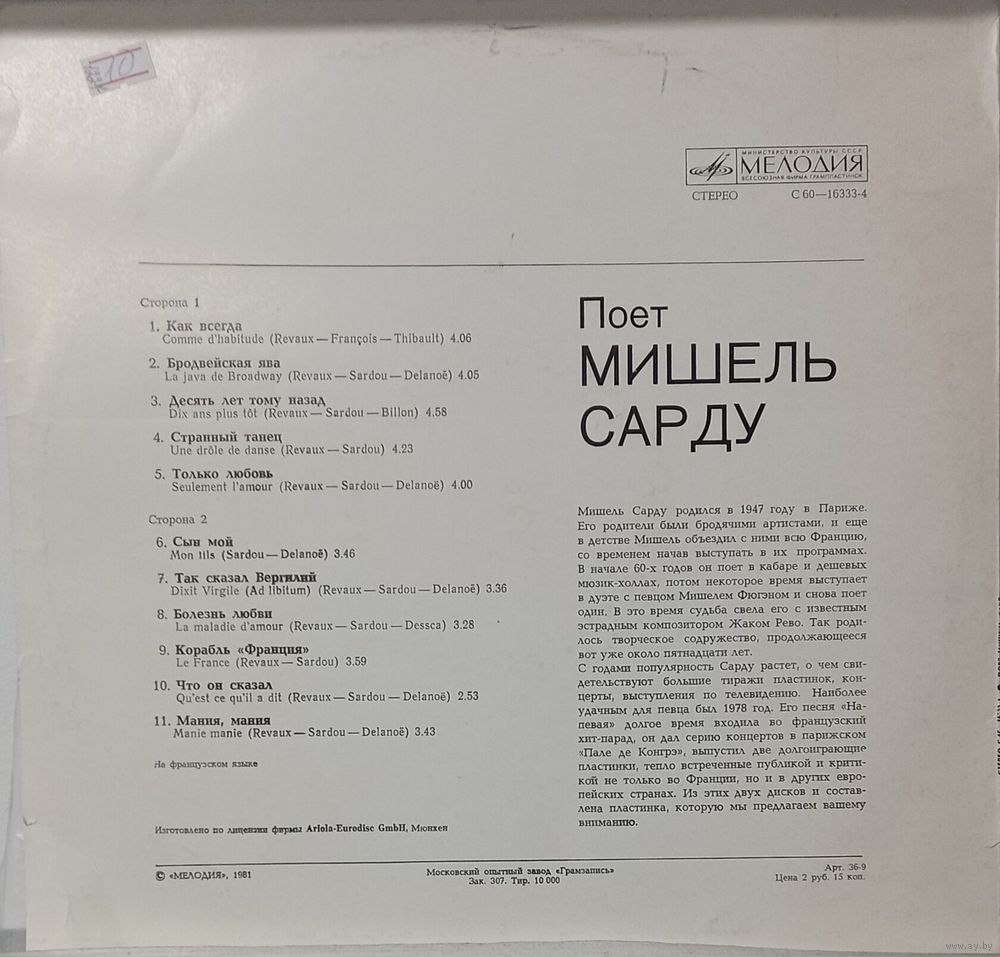 10
МИНИСТЕРСТВО КУЛЬТУРЫ СССР
МЕЛОДИЯ
ВСЕСОЮЗНАЯ ФИРМА ГРАМПЛАСТИНОК
СТЕРЕО С 60—16333-4
Сторона 1
1. Как всегда
Comme d'habitude (Revaux — François — Thibault) 4.06
2. Бродвейская ява
La java de Broadway (Revaux — Sardou — Delanoë) 4.05
3. Десять лет тому назад
Dix ans plus tôt (Revaux — Sardou — Billon) 4.58
4. Странный танец
Une drôle de danse (Revaux — Sardou) 4.23
5. Только любовь
Seulement l'amour (Revaux — Sardou — Delanoë) 4.00
Сторона 2
6. Сын мой
Mon fils (Sardou — Delanoë) 3.46
7. Так сказал Вергилий
Dixit Virgile (Ad libitum) (Revaux — Sardou — Delanoë) 3.36
8. Болезнь любви
La maladie d'amour (Revaux — Sardou — Dessca) 3.28
9. Корабль «Франция»
Le France (Revaux — Sardou) 3.59
10. Что он сказал
Qu'est ce qu'il a dit (Revaux — Sardou — Delanoë) 2.53
11. Мания, мания
Manie manie (Revaux — Sardou — Delanoë) 3.43
На французском языке
Изготовлено по лицензии фирмы Ariola-Eurodisc GmbH, Мюнхен
Поет
МИШЕЛЬ
САРДУ
Мишель Сарду родился в 1947 году в Париже.
Его родители были бродячими артистами, и еще
в детстве Мишель объездил с ними всю Францию,
со временем начав выступать в их программах.
В начале 60-х годов он поет в кабаре и дешевых
мюзик-холлах, потом некоторое время выступает
в дуэте с певцом Мишелем Фюгэном и снова поет
один. В это время судьба свела его с известным
эстрадным композитором Жаком Рево. Так роди-
лось творческое содружество, продолжающееся
вот уже около пятнадцати лет.
С годами популярность Сарду растет, о чем сви-
детельствуют большие тиражи пластинок, кон-
церты, выступления по телевидению. Наиболее
удачным для певца был 1978 год. Его песня «На-
певая» долгое время входила во французский
хит-парад, он дал серию концертов в парижском
«Пале де Конгрэ», выпустил две долгоиграющие
пластинки, тепло встреченные публикой и крити-
кой не только во Франции, но и в других евро-
пейских странах. Из этих двух дисков и состав-
лена пластинка, которую мы предлагаем вашему
вниманию.
© «МЕЛОДИЯ», 1981
Московский опытный завод «Грамзапись»
Зак. 307. Тир. 10 000
Арт. 36-9
Цена 2 руб. 15 коп.
www.ay.by